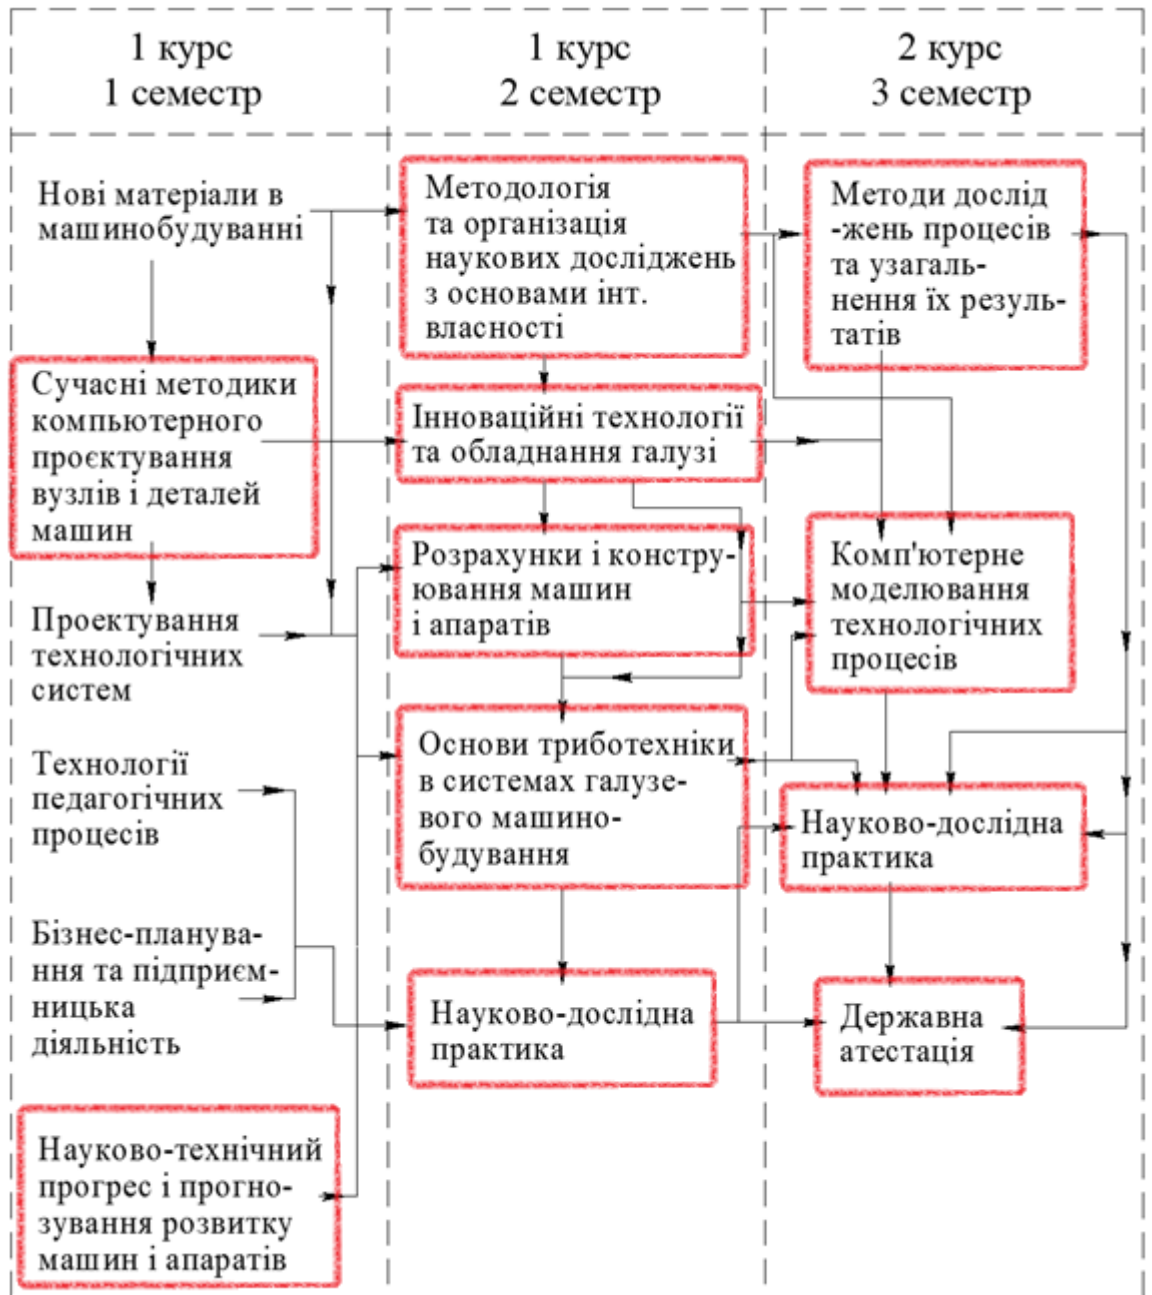 1 курс
1 семестр
1 курс
2 семестр
2 курс
3 семестр
Нові матеріали в
машинобудуванні
Сучасні методики
компьютерного
проєктування
вузлів і деталей
машин
Проектування
технологічних
систем
Технології
педагогічних
процесів
Бізнес-планува-
ння та підприєм-
ницька
діяльність
Науково-технічний
прогрес і прогно-
зування розвитку
машин і апаратів
Методологія
та організація
наукових досліджень
з основами інт.
власності
Інноваційні технології
та обладнання галузі
Розрахунки і констру-
ювання машин
і апаратів
Основи триботехніки
в системах галузе-
вого машино-
будування
Науково-дослідна
практика
Методи дослід
-жень процесів
та узагаль-
нення їх резуль-
татів
Комп'ютерне
моделювання
технологічних
процесів
Науково-дослідна
практика
Державна
атестація